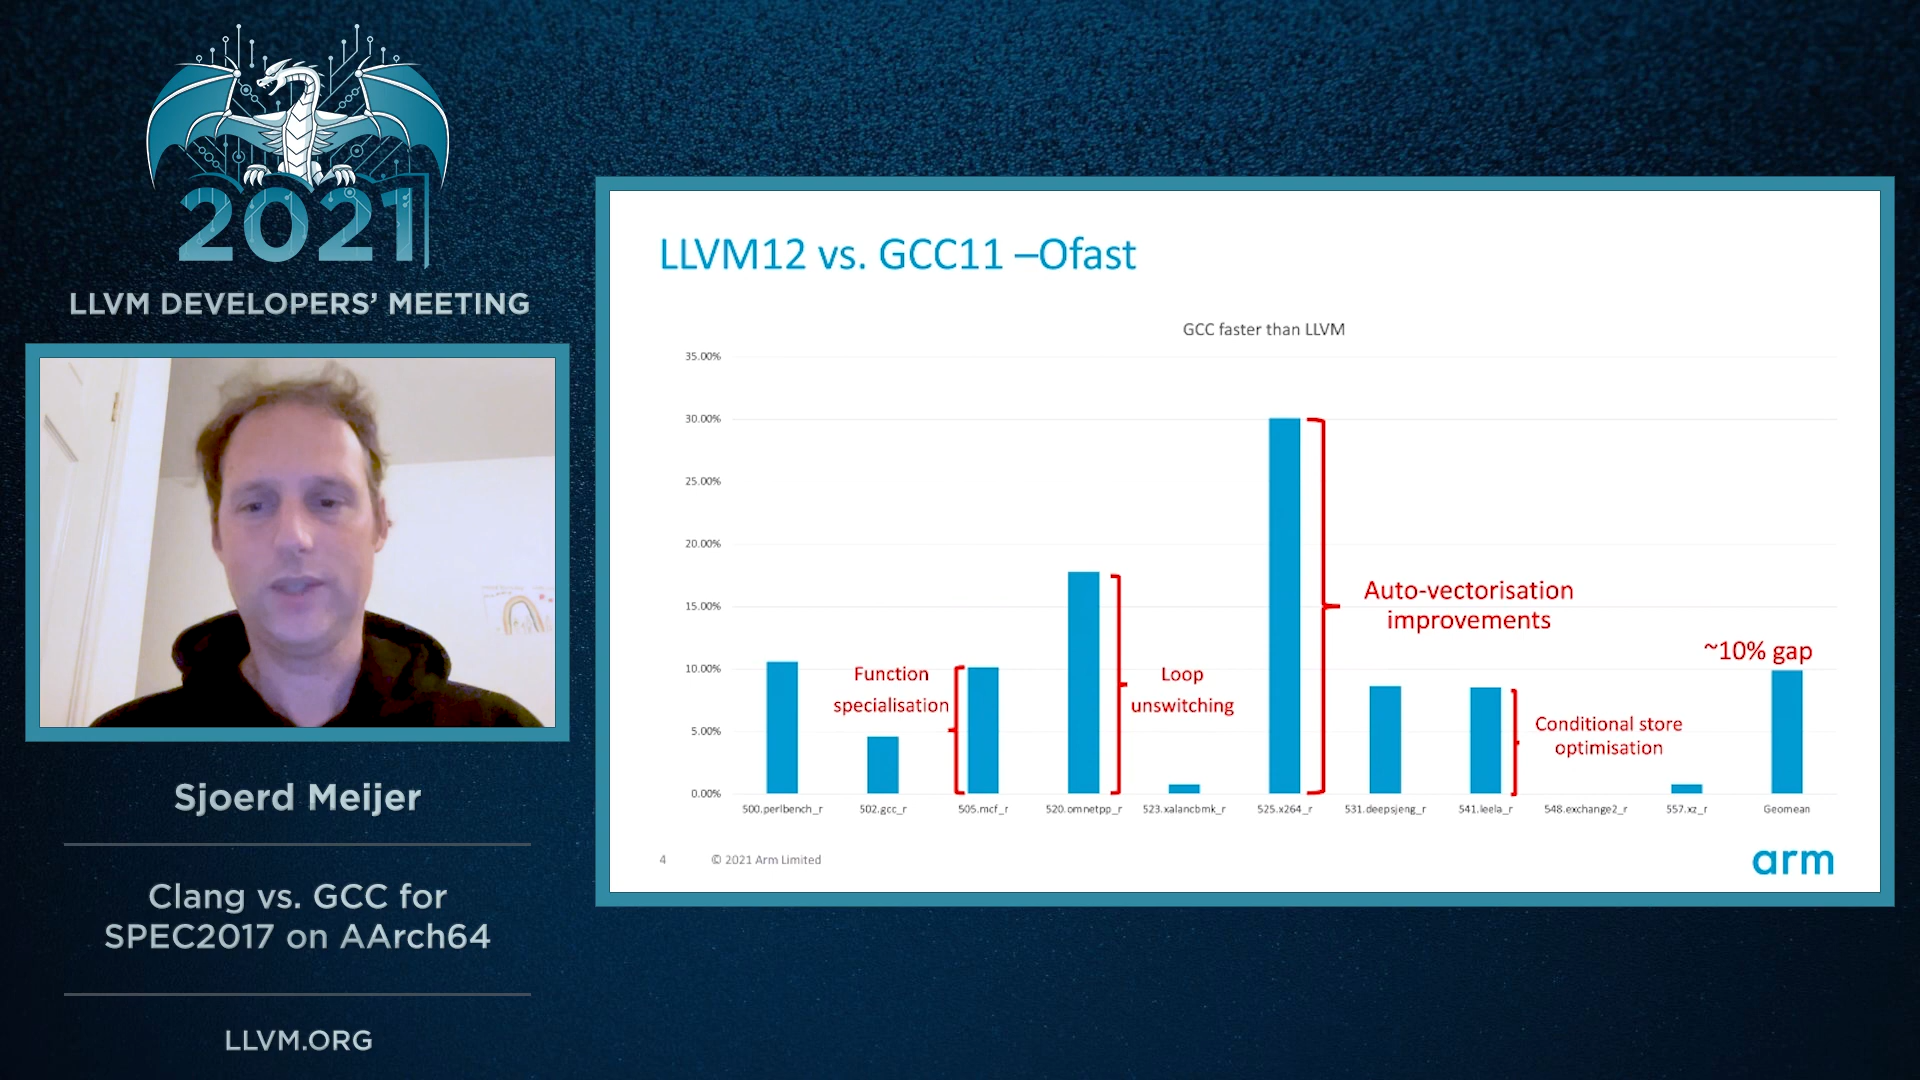 2021
LLVM DEVELOPERS' MEETING
Sjoerd Meijer
Clang vs. GCC for
SPEC2017 on AArch64
LLVM.ORG
LLVM12 vs. GCC11 –Ofast
GCC faster than LLVM
35.00%
30.00%
25.00%
20.00%
15.00%
10.00%
5.00%
0.00%
Function
specialisation
Loop
unswitching
Auto-vectorisation
improvements
Conditional store
optimisation
~10% gap
500.perlbench_r
502.gcc_r
505.mcf_r
520.omnetpp_r
523.xalancbmk_r
525.x264_r
531.deepsjeng_r
541.leela_r
548.exchange2_r
557.xz_r
Geomean
4
© 2021 Arm Limited
arm